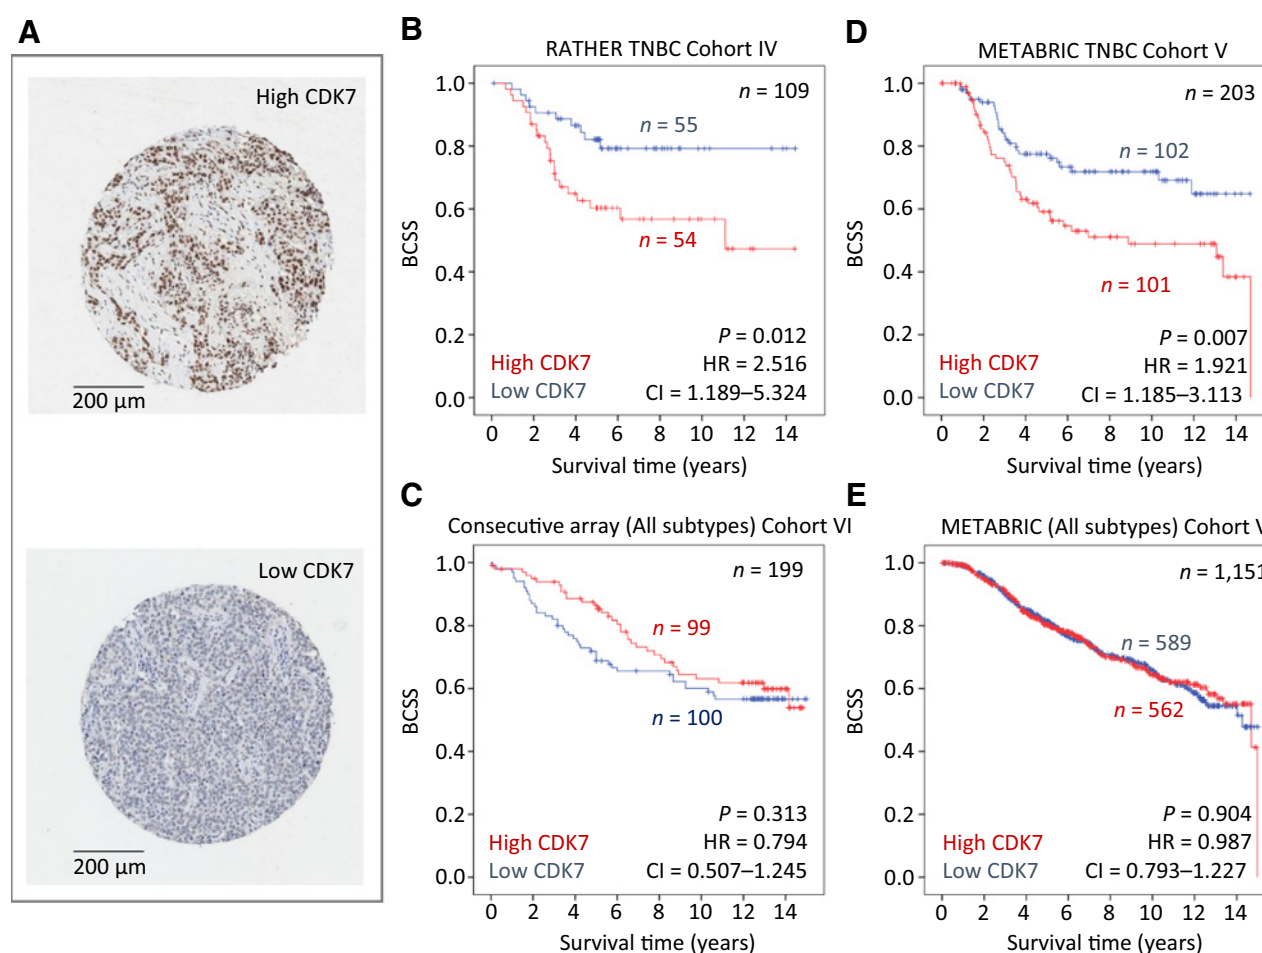 A
High CDK7
200 µm
Low CDK7
200 µm
B
RATHER TNBC Cohort IV
n = 109
n = 55
n = 54
P = 0.012
HR = 2.516
CI = 1.189–5.324
High CDK7
Low CDK7
BCSS
1.0
0.8
0.6
0.4
0.2
0.0
0 2 4 6 8 10 12 14
Survival time (years)
D
METABRIC TNBC Cohort V
n = 203
n = 102
n = 101
P = 0.007
HR = 1.921
CI = 1.185–3.113
High CDK7
Low CDK7
BCSS
1.0
0.8
0.6
0.4
0.2
0.0
0 2 4 6 8 10 12 14
Survival time (years)
C
Consecutive array (All subtypes) Cohort VI
n = 199
n = 99
n = 100
P = 0.313
HR = 0.794
CI = 0.507–1.245
High CDK7
Low CDK7
BCSS
1.0
0.8
0.6
0.4
0.2
0.0
0 2 4 6 8 10 12 14
Survival time (years)
E
METABRIC (All subtypes) Cohort V
n = 1,151
n = 589
n = 562
P = 0.904
HR = 0.987
CI = 0.793–1.227
High CDK7
Low CDK7
BCSS
1.0
0.8
0.6
0.4
0.2
0.0
0 2 4 6 8 10 12 14
Survival time (years)